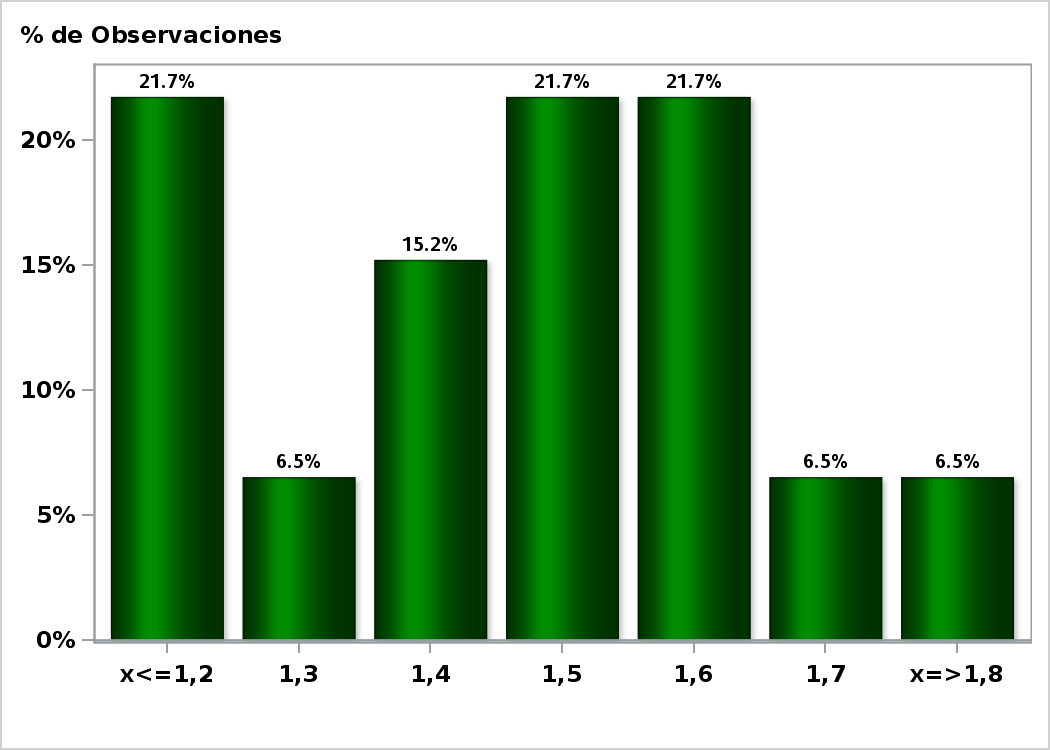 % de Observaciones
21.7% 21.7% 21.7%
20%
15.2%
15%
10%
6.5% 6.5% 6.5%
5%
0%
x<=1,2 1,3 1,4 1,5 1,6 1,7 x=>1,8